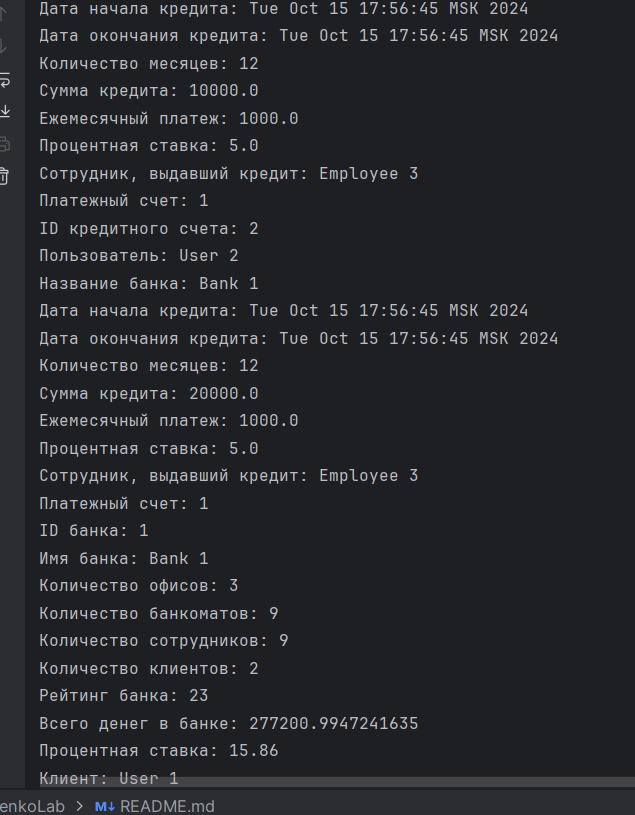 Дата начала кредита: Tue Oct 15 17:56:45 MSK 2024
Дата окончания кредита: Tue Oct 15 17:56:45 MSK 2024
Количество месяцев: 12
Сумма кредита: 10000.0
Ежемесячный платеж: 1000.0
Процентная ставка: 5.0
Сотрудник, выдавший кредит: Employee 3
Платежный счет: 1
ID кредитного счета: 2
Пользователь: User 2
Название банка: Bank 1
Дата начала кредита: Tue Oct 15 17:56:45 MSK 2024
Дата окончания кредита: Tue Oct 15 17:56:45 MSK 2024
Количество месяцев: 12
Сумма кредита: 20000.0
Ежемесячный платеж: 1000.0
Процентная ставка: 5.0
Сотрудник, выдавший кредит: Employee 3
Платежный счет: 1
ID банка: 1
Имя банка: Bank 1
Количество офисов: 3
Количество банкоматов: 9
Количество сотрудников: 9
Количество клиентов: 2
Рейтинг банка: 23
Всего денег в банке: 277200.9947241635
Процентная ставка: 15.86
Клиент: User 1
enkoLab > M↓ README.md